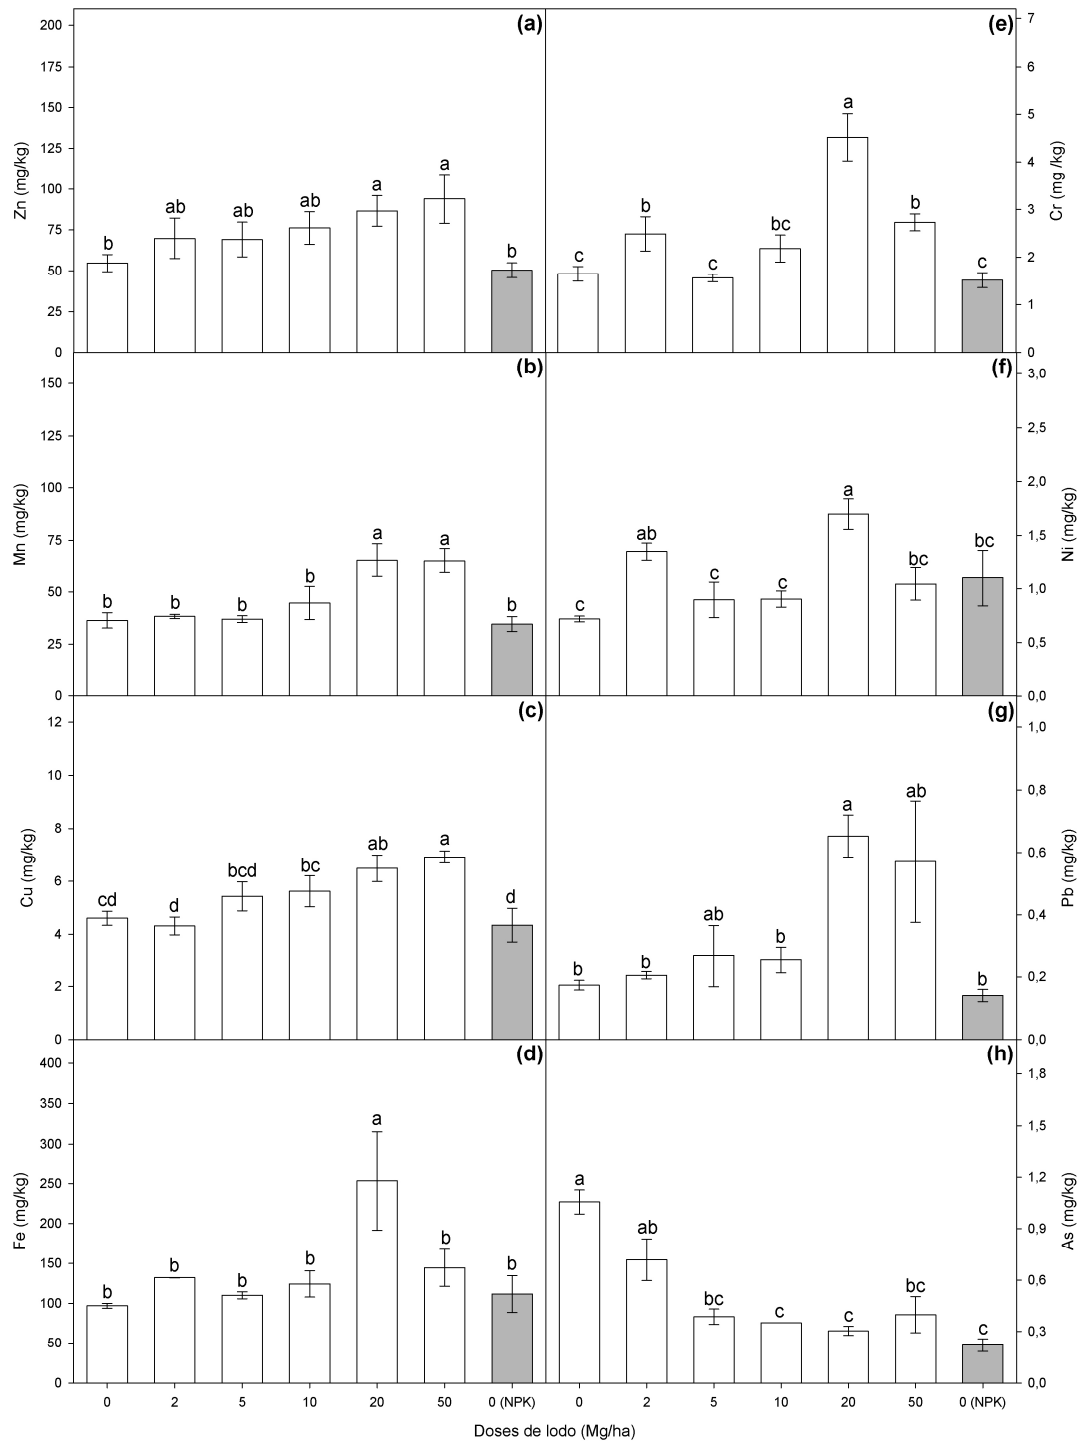 (a)
Zn (mg/kg)
200
175
150
125
100
75
50
25
0
b
ab
ab
ab
a
a
b
(e)
Cr (mg /kg)
7
6
5
4
3
2
1
0
c
b
c
bc
a
b
c
(b)
Mn (mg/kg)
150
125
100
75
50
25
0
b
b
b
b
a
a
b
(f)
Ni (mg/kg)
3,0
2,5
2,0
1,5
1,0
0,5
0,0
c
ab
c
c
a
bc
bc
(c)
Cu (mg/kg)
12
10
8
6
4
2
0
cd
d
bcd
bc
ab
a
d
(g)
Pb (mg/kg)
1,0
0,8
0,6
0,4
0,2
0,0
b
b
ab
b
a
ab
b
(d)
Fe (mg/kg)
400
350
300
250
200
150
100
50
0
b
b
b
b
a
b
b
(h)
As (mg/kg)
1,8
1,5
1,2
0,9
0,6
0,3
0,0
a
ab
bc
c
c
bc
c
0 2 5 10 20 50 0 (NPK) 0 2 5 10 20 50 0 (NPK)
Doses de lodo (Mg/ha)